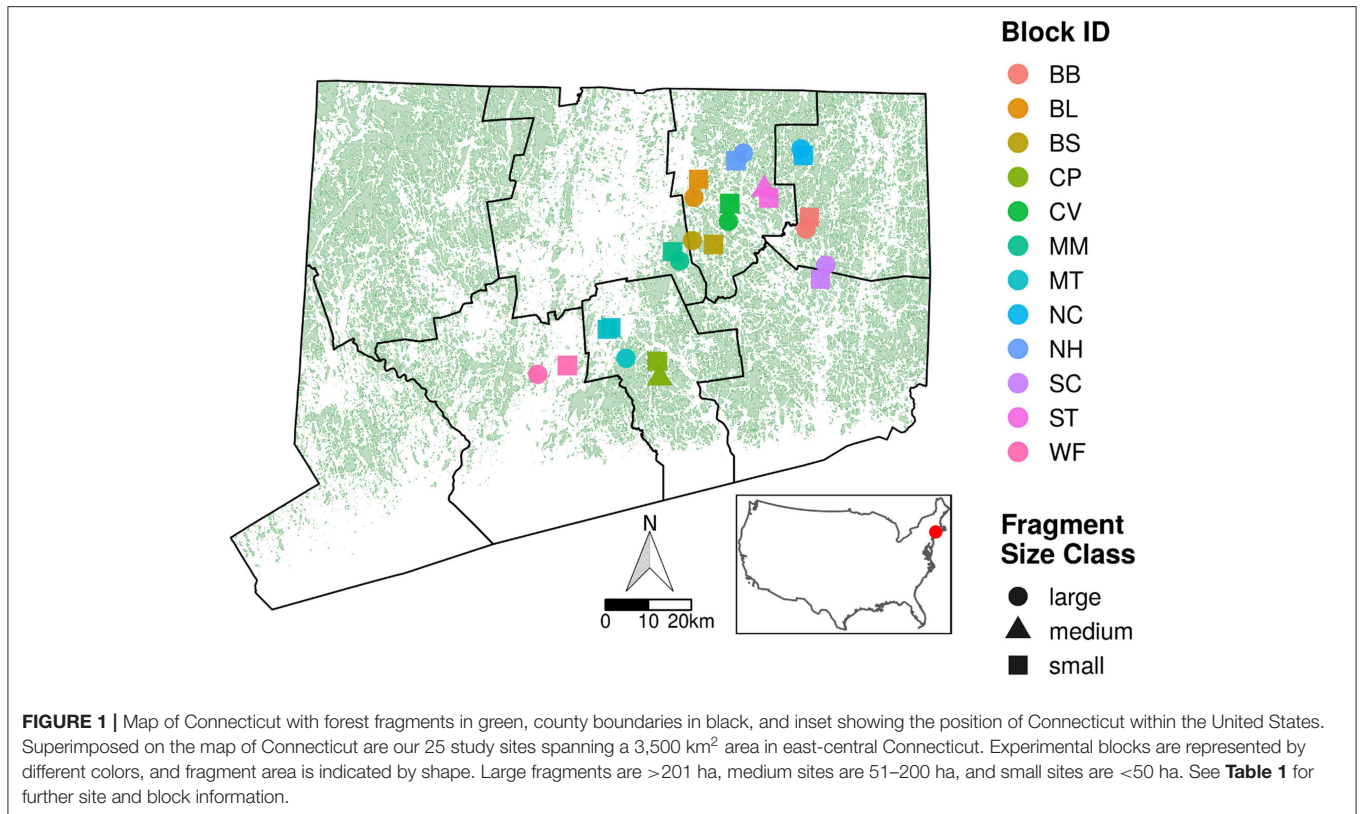 Block ID
BB
BL
BS
CP
CV
MM
MT
NC
NH
SC
ST
WF
Fragment
Size Class
large
medium
small
N
0 10 20km
FIGURE 1 | Map of Connecticut with forest fragments in green, county boundaries in black, and inset showing the position of Connecticut within the United States.
Superimposed on the map of Connecticut are our 25 study sites spanning a 3,500 km² area in east-central Connecticut. Experimental blocks are represented by
different colors, and fragment area is indicated by shape. Large fragments are >201 ha, medium sites are 51–200 ha, and small sites are <50 ha. See Table 1 for
further site and block information.